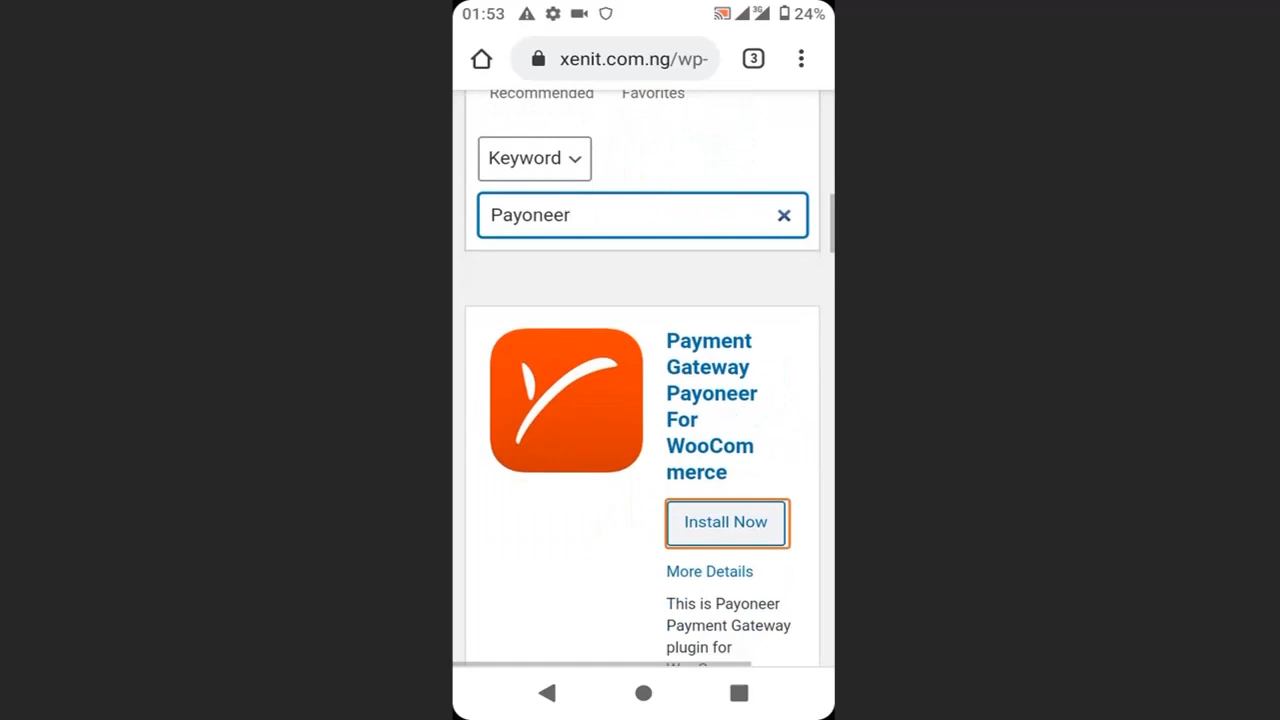 01:53 3G 24%
xenit.com.ng/wp- 3
Recommended Favorites
Keyword
Payoneer
Payment
Gateway
Payoneer
For
WooCom
merce
Install Now
More Details
This is Payoneer
Payment Gateway
plugin for